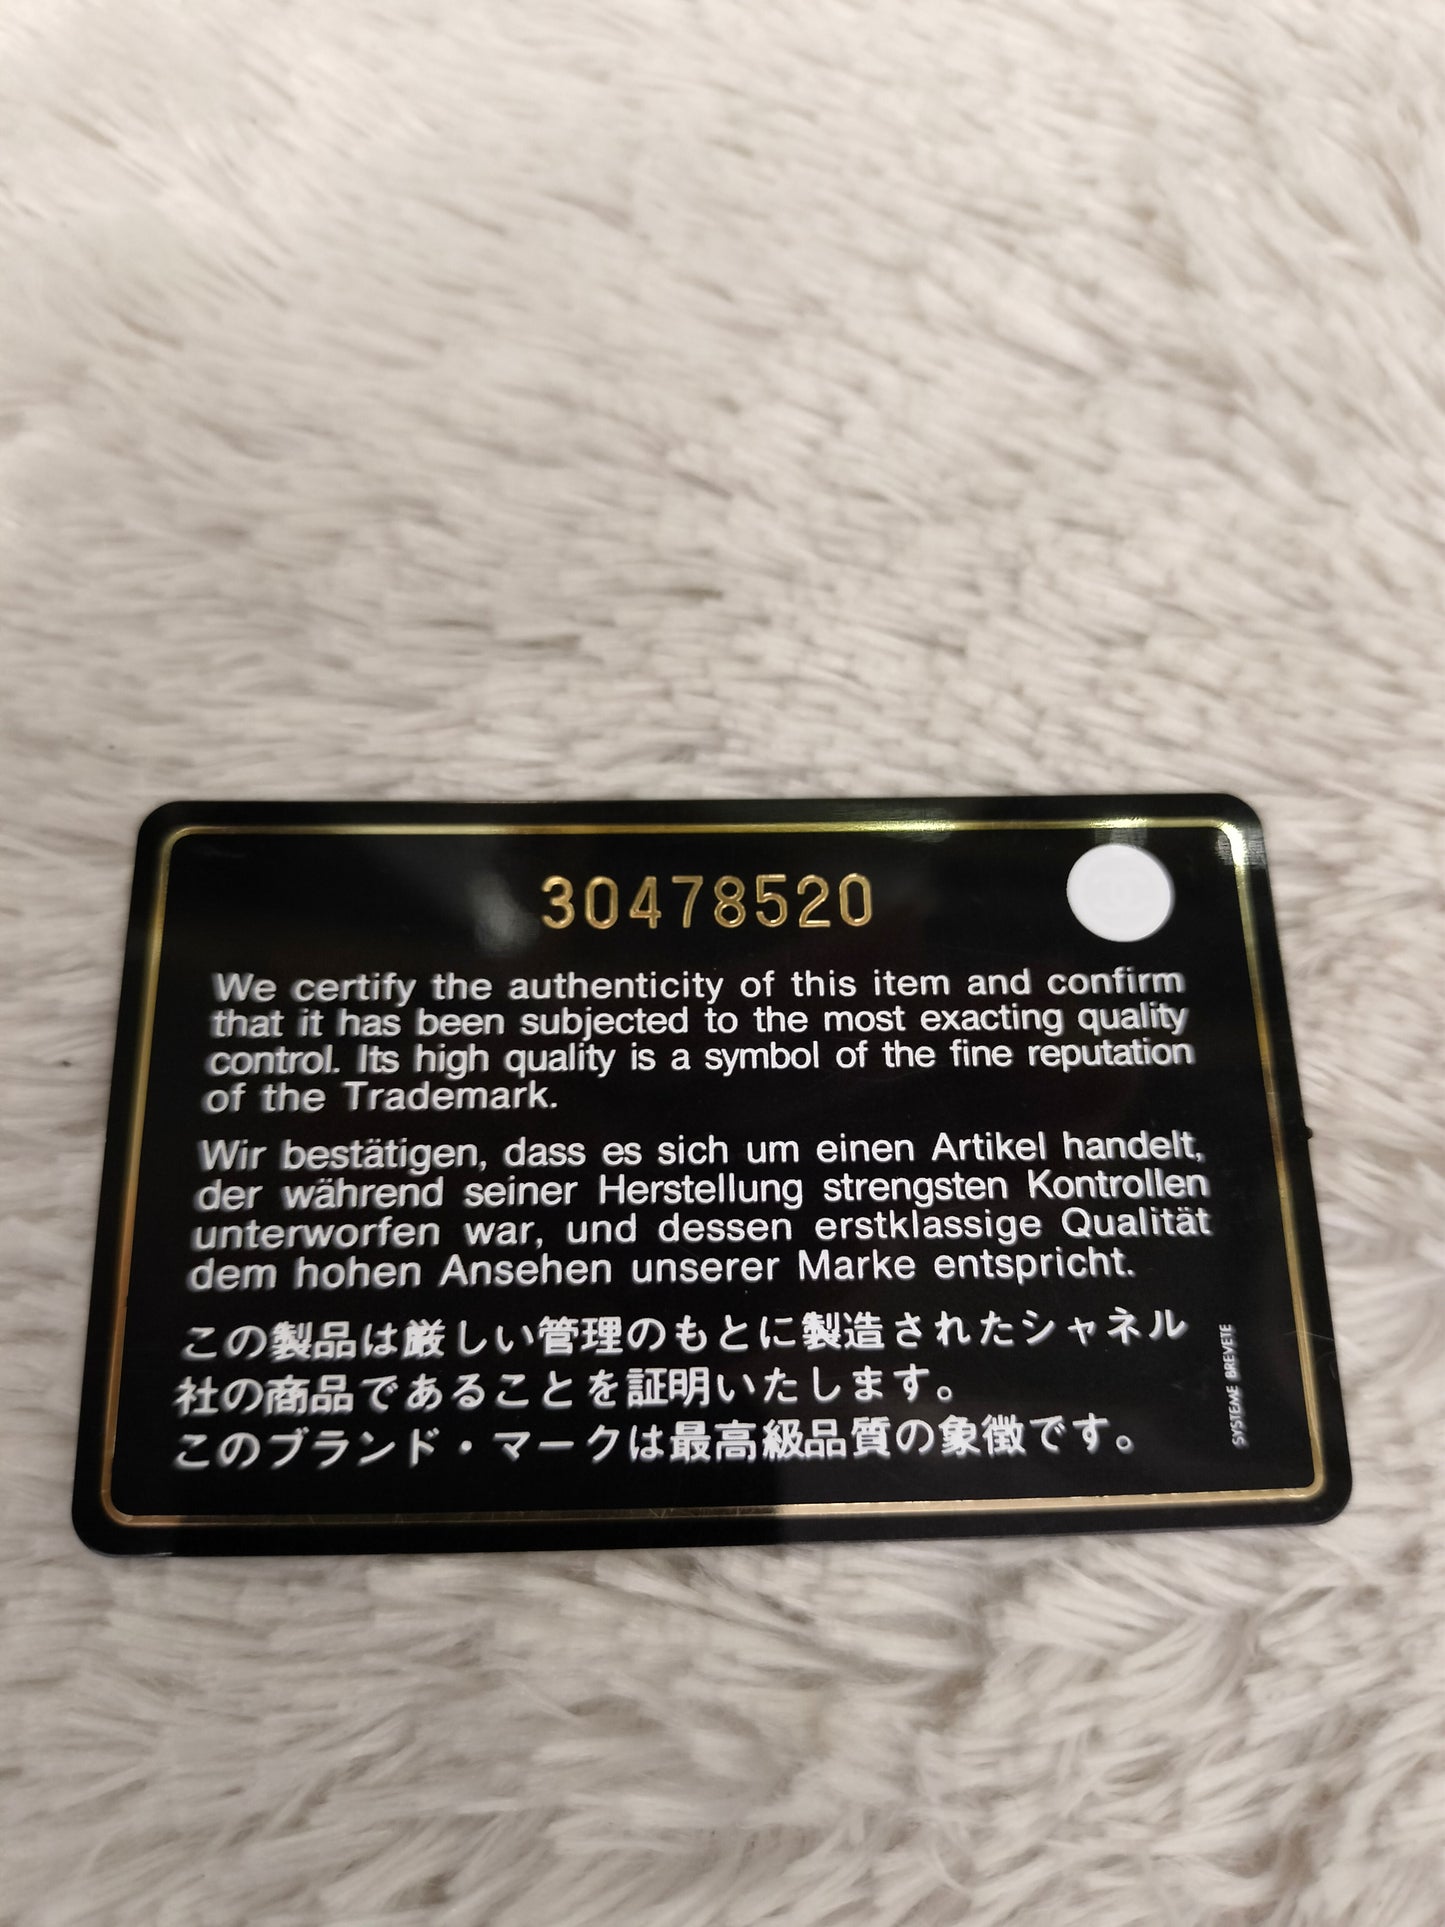 30478520
We certify the authenticity of this item and confirm
that it has been subjected to the most exacting quality
control. Its high quality is a symbol of the fine reputation
of the Trademark.
Wir bestätigen, dass es sich um einen Artikel handelt,
der während seiner Herstellung strengsten Kontrollen
unterworfen war, und dessen erstklassige Qualität
dem hohen Ansehen unserer Marke entspricht.
この製品は厳しい管理のもとに製造されたシャネル
社の商品であることを証明いたします。
このブランド・マークは最高級品質の象徴です。
SYSTEME BREVETE